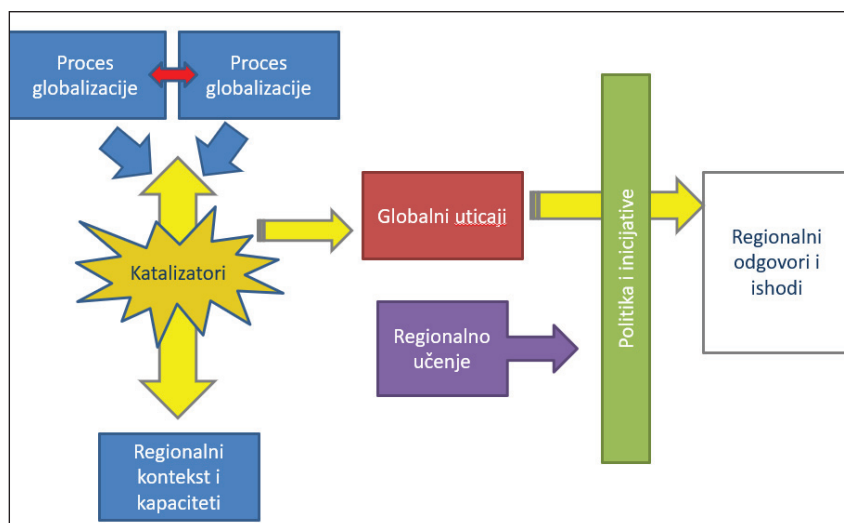 Proces
globalizacije
Proces
globalizacije
Katalizatori
Globalni uticaji
Regionalno
učenje
Politika i inicijative
Regionalni
odgovori i
ishodi
Regionalni
kontekst i
kapaciteti